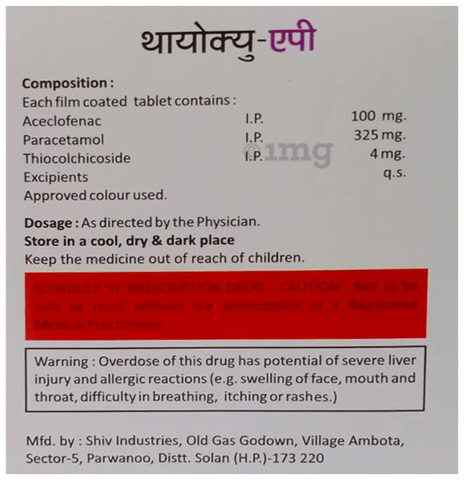 थायोक्यु-एपी
Composition :
Each film coated tablet contains :
Aceclofenac I.P. 100 mg.
Paracetamol I.P. 325 mg.
Thiocolchicoside I.P. 4 mg.
Excipients q.s.
Approved colour used.
1mg
Dosage : As directed by the Physician.
Store in a cool, dry & dark place
Keep the medicine out of reach of children.
SCHEDULE 'H' PRESCRIPTION DRUG CAUTION Not to be
sold by retail without the prescription of a Registered
Medical Practitioner.
Warning : Overdose of this drug has potential of severe liver
injury and allergic reactions (e.g. swelling of face, mouth and
throat, difficulty in breathing, itching or rashes.)
Mfd. by : Shiv Industries, Old Gas Godown, Village Ambota,
Sector-5, Parwanoo, Distt. Solan (H.P.)-173 220